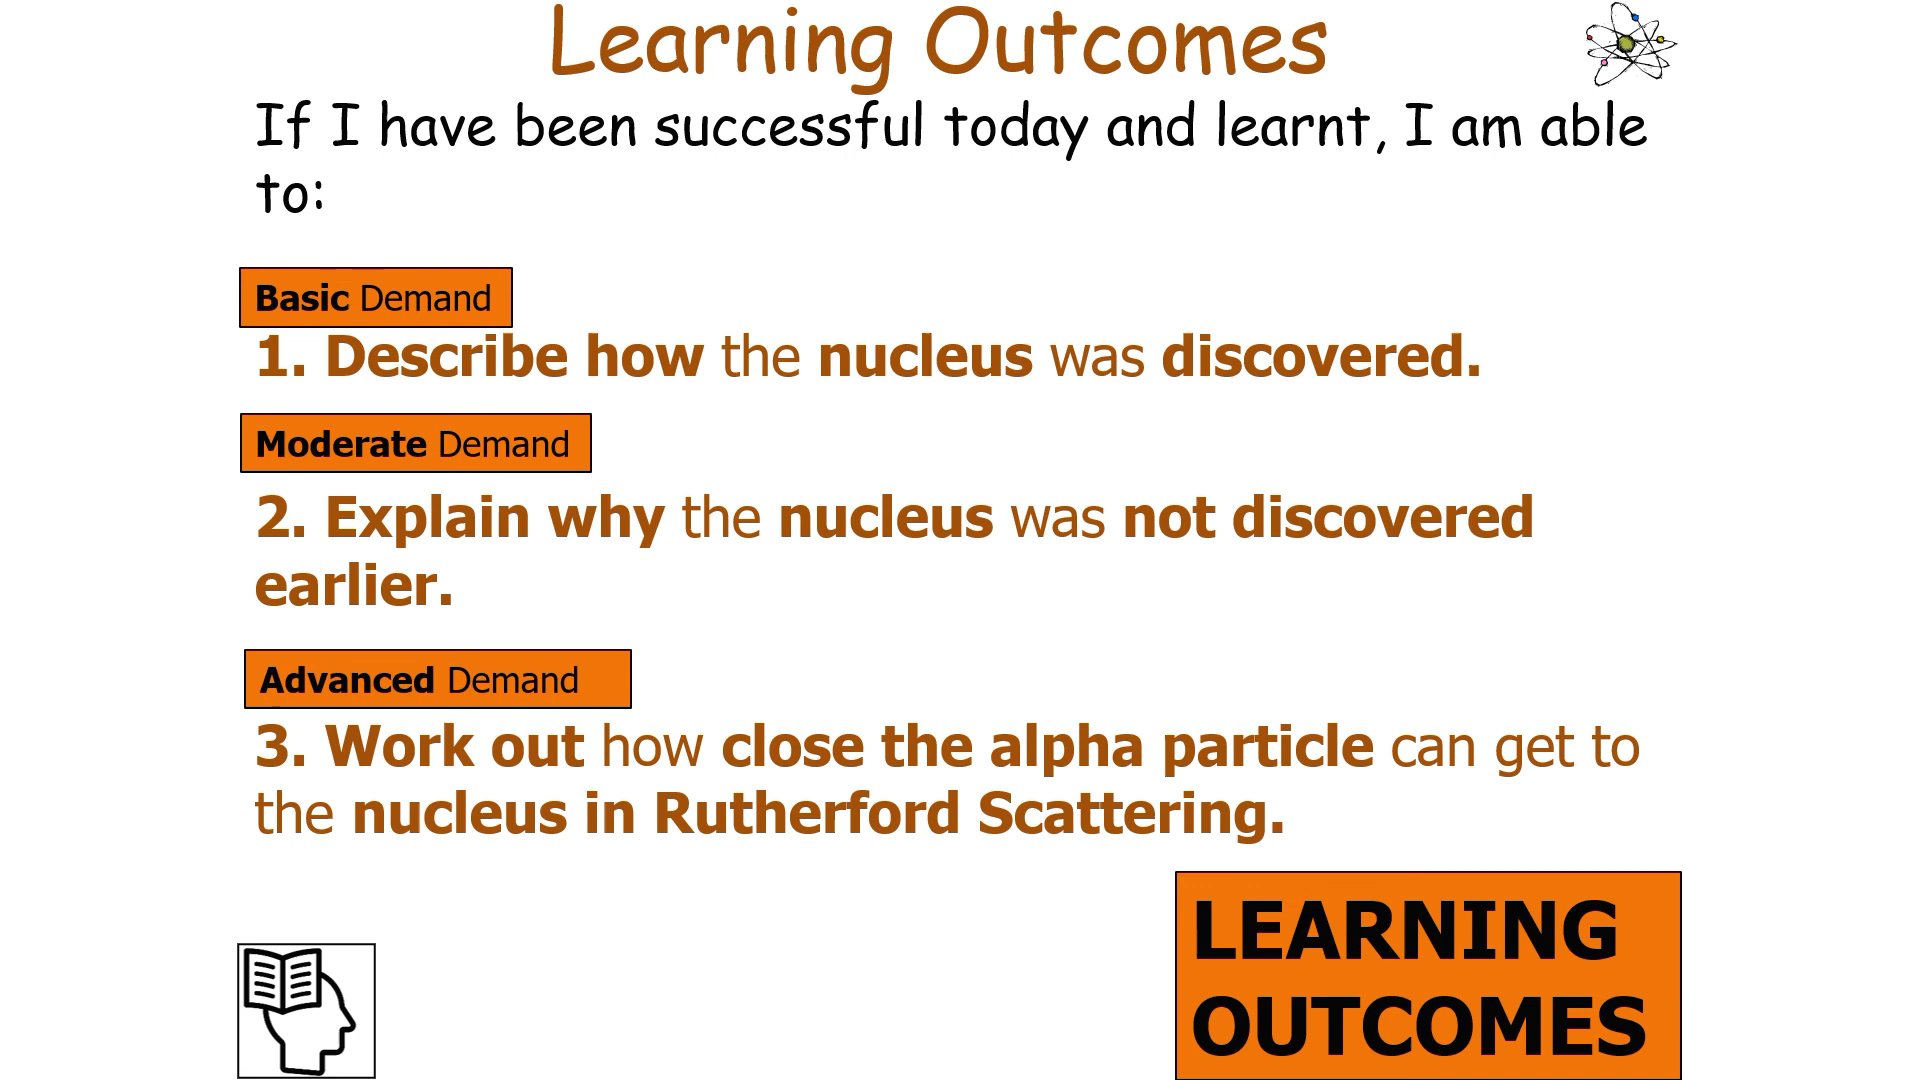 Learning Outcomes
If I have been successful today and learnt, I am able
to:
Basic Demand
1. Describe how the nucleus was discovered.
Moderate Demand
2. Explain why the nucleus was not discovered
earlier.
Advanced Demand
3. Work out how close the alpha particle can get to
the nucleus in Rutherford Scattering.
LEARNING
OUTCOMES